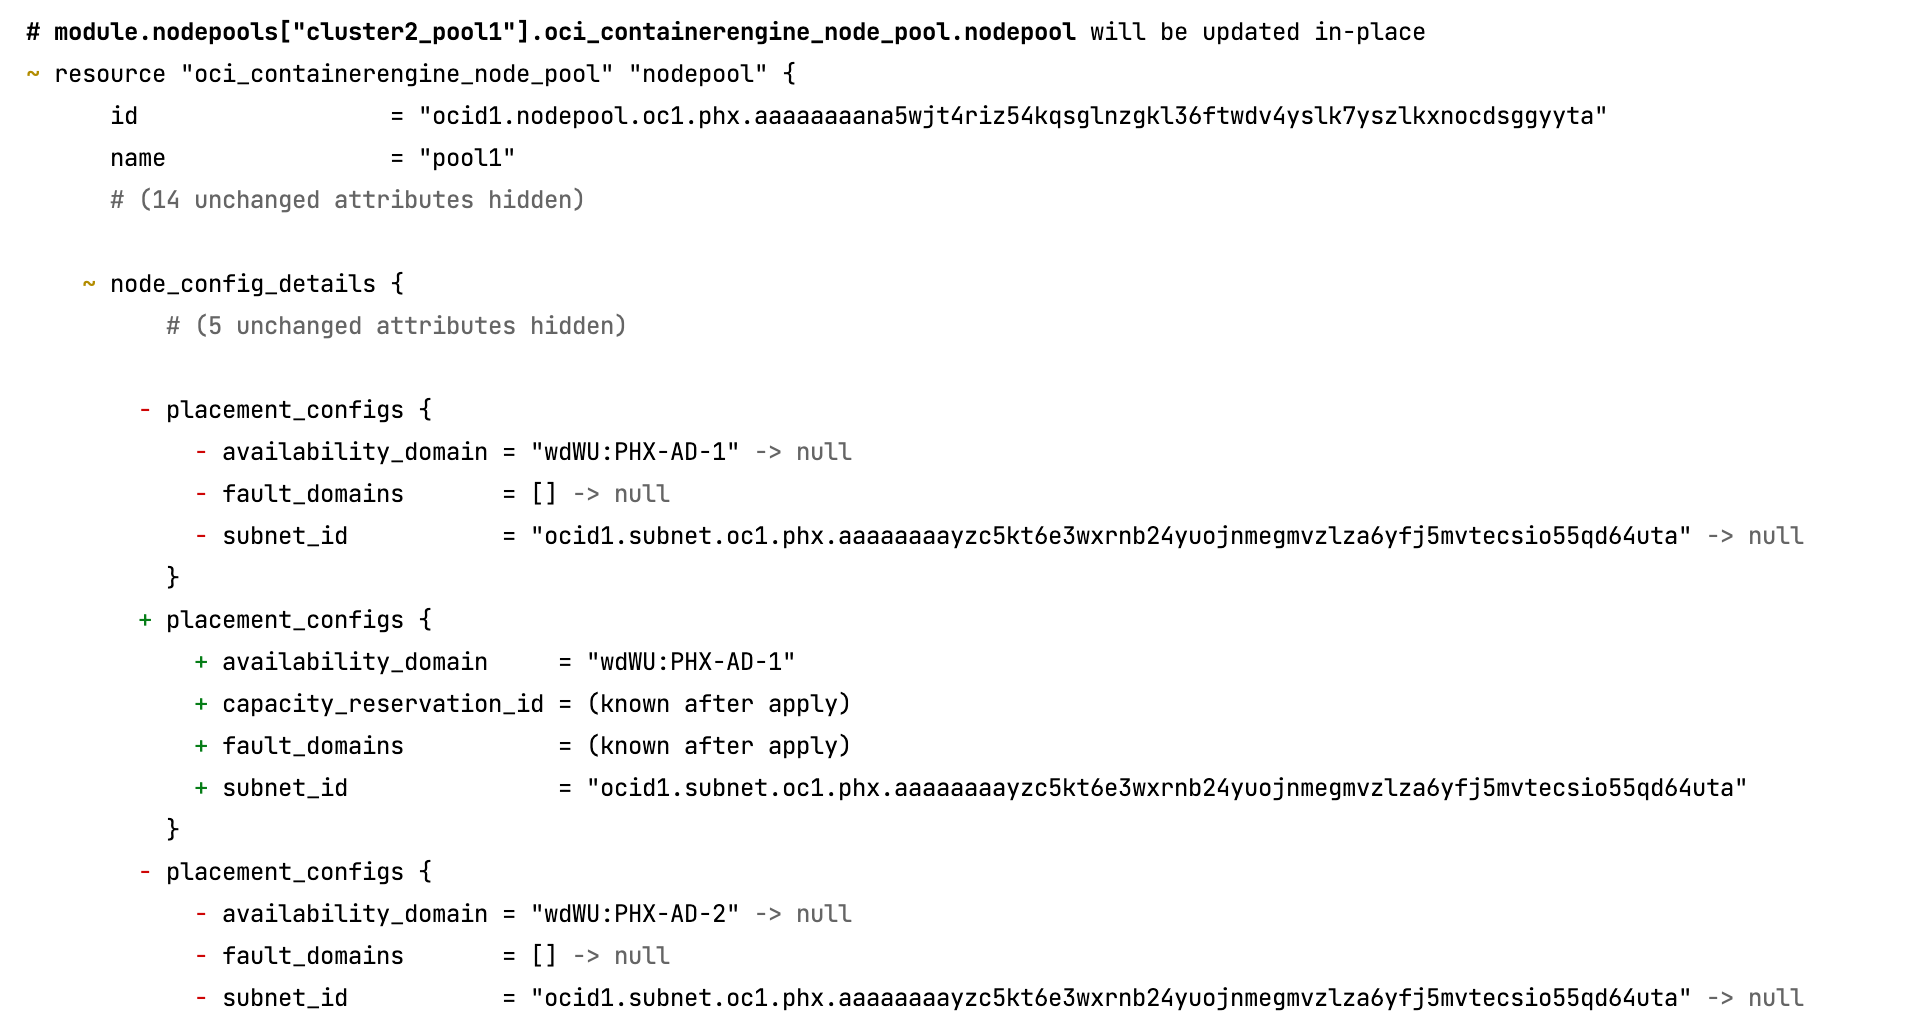 # module.nodepools["cluster2_pool1"].oci_containerengine_node_pool.nodepool will be updated in-place
~ resource "oci_containerengine_node_pool" "nodepool" {
id = "ocid1.nodepool.oc1.phx.aaaaaaaana5wjt4riz54kqsglnzgkl36ftwdv4yslk7yszlkxnocdsggyyta"
name = "pool1"
# (14 unchanged attributes hidden)
~ node_config_details {
# (5 unchanged attributes hidden)
- placement_configs {
- availability_domain = "wdWU:PHX-AD-1" -> null
- fault_domains = [] -> null
- subnet_id = "ocid1.subnet.oc1.phx.aaaaaaaayzc5kt6e3wxrnb24yuojnmegmvzlza6yfj5mvtecsio55qd64uta" -> null
}
+ placement_configs {
+ availability_domain = "wdWU:PHX-AD-1"
+ capacity_reservation_id = (known after apply)
+ fault_domains = (known after apply)
+ subnet_id = "ocid1.subnet.oc1.phx.aaaaaaaayzc5kt6e3wxrnb24yuojnmegmvzlza6yfj5mvtecsio55qd64uta"
}
- placement_configs {
- availability_domain = "wdWU:PHX-AD-2" -> null
- fault_domains = [] -> null
- subnet_id = "ocid1.subnet.oc1.phx.aaaaaaaayzc5kt6e3wxrnb24yuojnmegmvzlza6yfj5mvtecsio55qd64uta" -> null